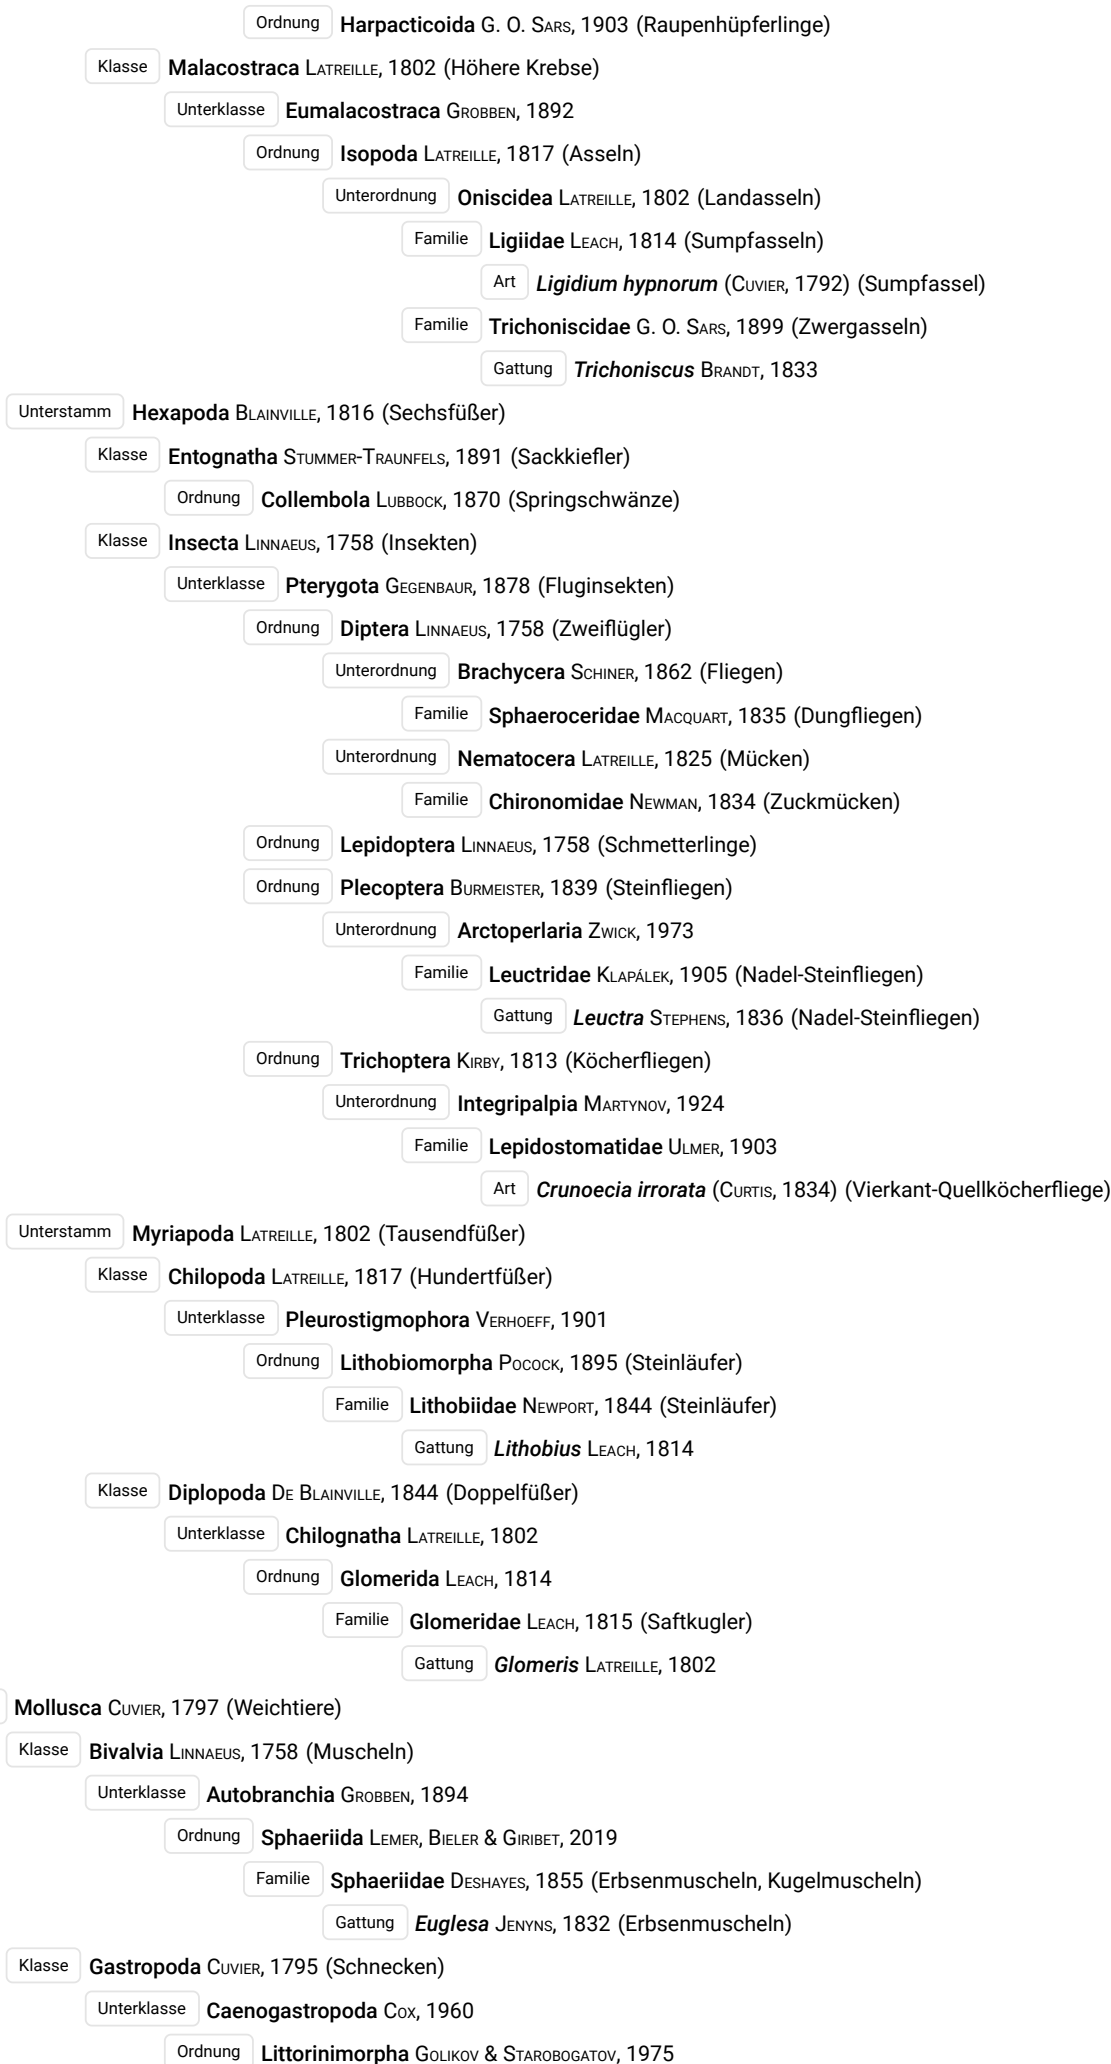 Ordnung Harpacticoida G. O. Sars, 1903 (Raupenhüpferlinge)
Klasse Malacostraca Latreille, 1802 (Höhere Krebse)
Unterklasse Eumalacostraca Grobben, 1892
Ordnung Isopoda Latreille, 1817 (Asseln)
Unterordnung Oniscidea Latreille, 1802 (Landasseln)
Familie Ligiidae Leach, 1814 (Sumpfasseln)
Art Ligidium hypnorum (Cuvier, 1792) (Sumpfassel)
Familie Trichoniscidae G. O. Sars, 1899 (Zwergasseln)
Gattung Trichoniscus Brandt, 1833
Unterstamm Hexapoda Blainville, 1816 (Sechsfüßer)
Klasse Entognatha Stummer-Traunfels, 1891 (Sackkiefler)
Ordnung Collembola Lubbock, 1870 (Springschwänze)
Klasse Insecta Linnaeus, 1758 (Insekten)
Unterklasse Pterygota Gegenbaur, 1878 (Fluginsekten)
Ordnung Diptera Linnaeus, 1758 (Zweiflügler)
Unterordnung Brachycera Schiner, 1862 (Fliegen)
Familie Sphaeroceridae Macquart, 1835 (Dungfliegen)
Unterordnung Nematocera Latreille, 1825 (Mücken)
Familie Chironomidae Newman, 1834 (Zuckmücken)
Ordnung Lepidoptera Linnaeus, 1758 (Schmetterlinge)
Ordnung Plecoptera Burmeister, 1839 (Steinfliegen)
Unterordnung Arctoperlaria Zwick, 1973
Familie Leuctridae Klapálek, 1905 (Nadel-Steinfliegen)
Gattung Leuctra Stephens, 1836 (Nadel-Steinfliegen)
Ordnung Trichoptera Kirby, 1813 (Köcherfliegen)
Unterordnung Integripalpia Martynov, 1924
Familie Lepidostomatidae Ulmer, 1903
Art Crunoecia irrorata (Curtis, 1834) (Vierkant-Quellköcherfliege)
Unterstamm Myriapoda Latreille, 1802 (Tausendfüßer)
Klasse Chilopoda Latreille, 1817 (Hundertfüßer)
Unterklasse Pleurostigmophora Verhoeff, 1901
Ordnung Lithobiomorpha Pocock, 1895 (Steinläufer)
Familie Lithobiidae Newport, 1844 (Steinläufer)
Gattung Lithobius Leach, 1814
Klasse Diplopoda De Blainville, 1844 (Doppelfüßer)
Unterklasse Chilognatha Latreille, 1802
Ordnung Glomerida Leach, 1814
Familie Glomeridae Leach, 1815 (Saftkugler)
Gattung Glomeris Latreille, 1802
Mollusca Cuvier, 1797 (Weichtiere)
Klasse Bivalvia Linnaeus, 1758 (Muscheln)
Unterklasse Autobranchia Grobben, 1894
Ordnung Sphaeriida Lemer, Bieler & Giribet, 2019
Familie Sphaeriidae Deshayes, 1855 (Erbsenmuscheln, Kugelmuscheln)
Gattung Euglesa Jenyns, 1832 (Erbsenmuscheln)
Klasse Gastropoda Cuvier, 1795 (Schnecken)
Unterklasse Caenogastropoda Cox, 1960
Ordnung Littorinimorpha Golikov & Starobogatov, 1975